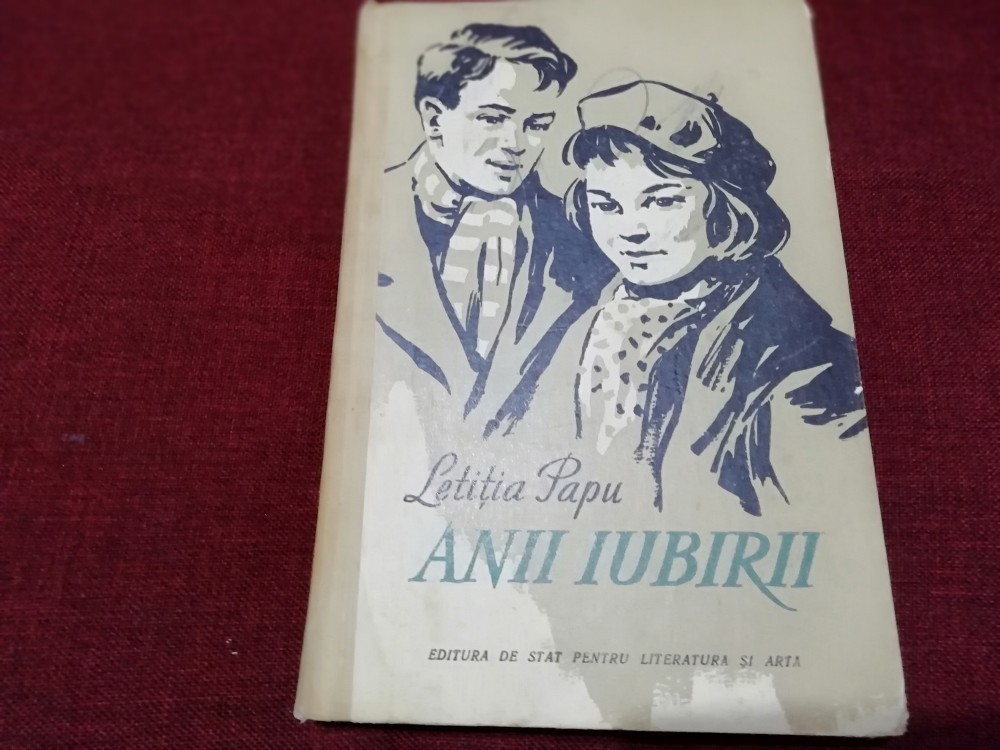 Letiția Papu
ANII IUBIRII
EDITURA DE STAT PENTRU LITERATURA ȘI ARTA